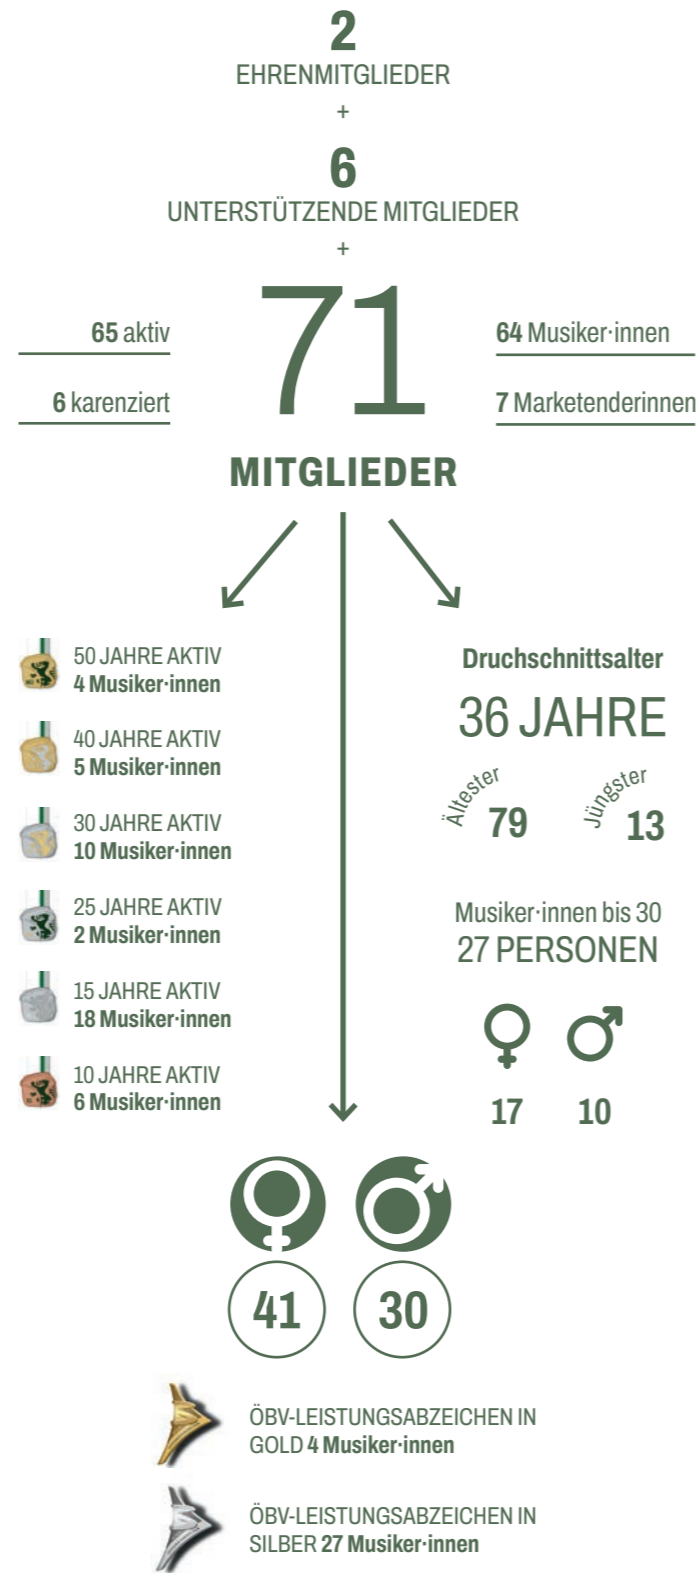 2
EHRENMITGLIEDER
+
6
UNTERSTÜTZENDE MITGLIEDER
+
71
65 aktiv
6 karenziert
64 Musiker·innen
7 Marketenderinnen
MITGLIEDER
50 JAHRE AKTIV
4 Musiker·innen
40 JAHRE AKTIV
5 Musiker·innen
30 JAHRE AKTIV
10 Musiker·innen
25 JAHRE AKTIV
2 Musiker·innen
15 JAHRE AKTIV
18 Musiker·innen
10 JAHRE AKTIV
6 Musiker·innen
Druchschnittsalter
36 JAHRE
Ältester 79
Jüngster 13
Musiker·innen bis 30
27 PERSONEN
17 10
41 30
ÖBV-LEISTUNGSABZEICHEN IN
GOLD 4 Musiker·innen
ÖBV-LEISTUNGSABZEICHEN IN
SILBER 27 Musiker·innen